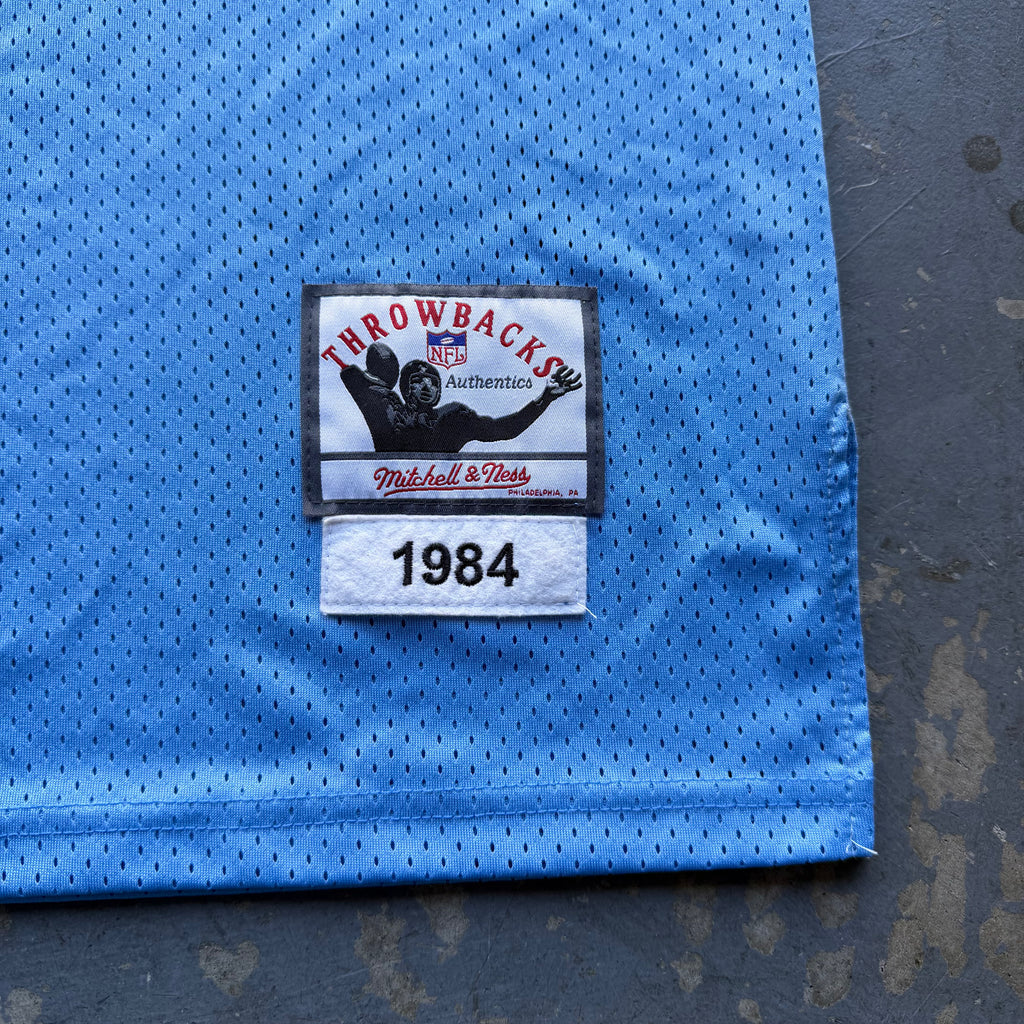 THROWBACKS
NFL
Authentics
Mitchell & Ness
PHILADELPHIA, PA
1984